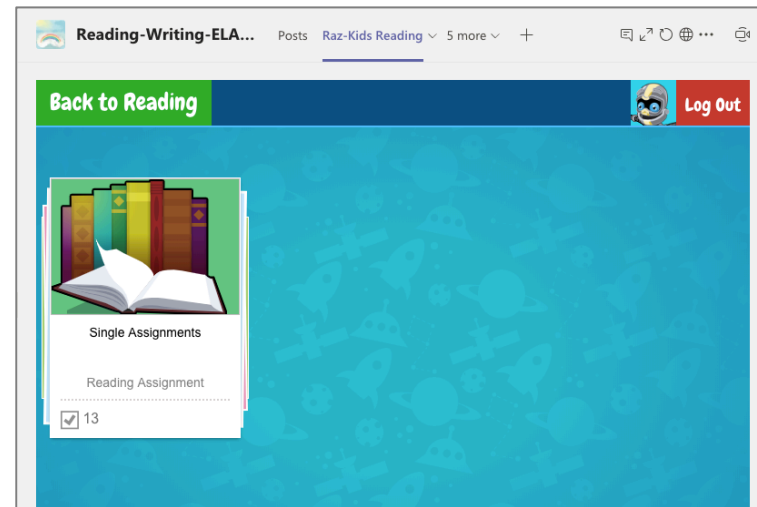 Reading-Writing-ELA... Posts Raz-Kids Reading 5 more
Back to Reading Log Out
Single Assignments
Reading Assignment
13